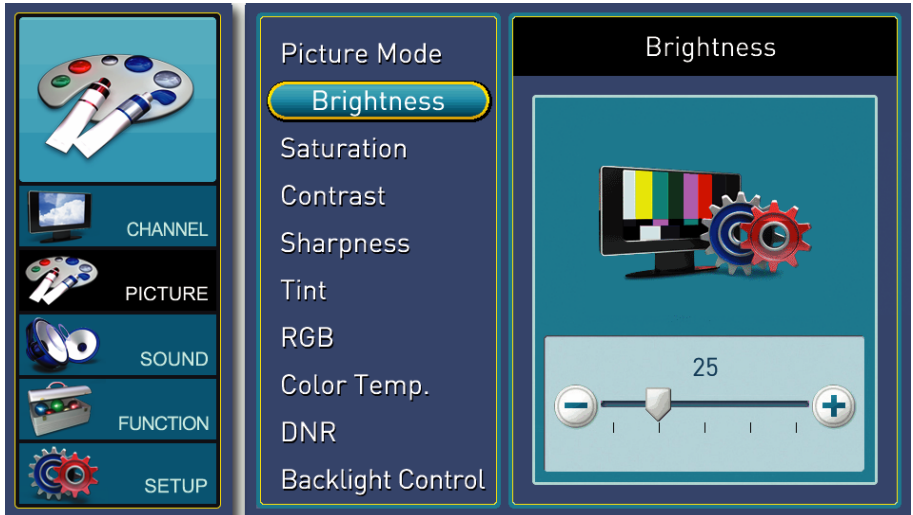 CHANNEL
PICTURE
SOUND
FUNCTION
SETUP
Picture Mode
Brightness
Saturation
Contrast
Sharpness
Tint
RGB
Color Temp.
DNR
Backlight Control
Brightness
25